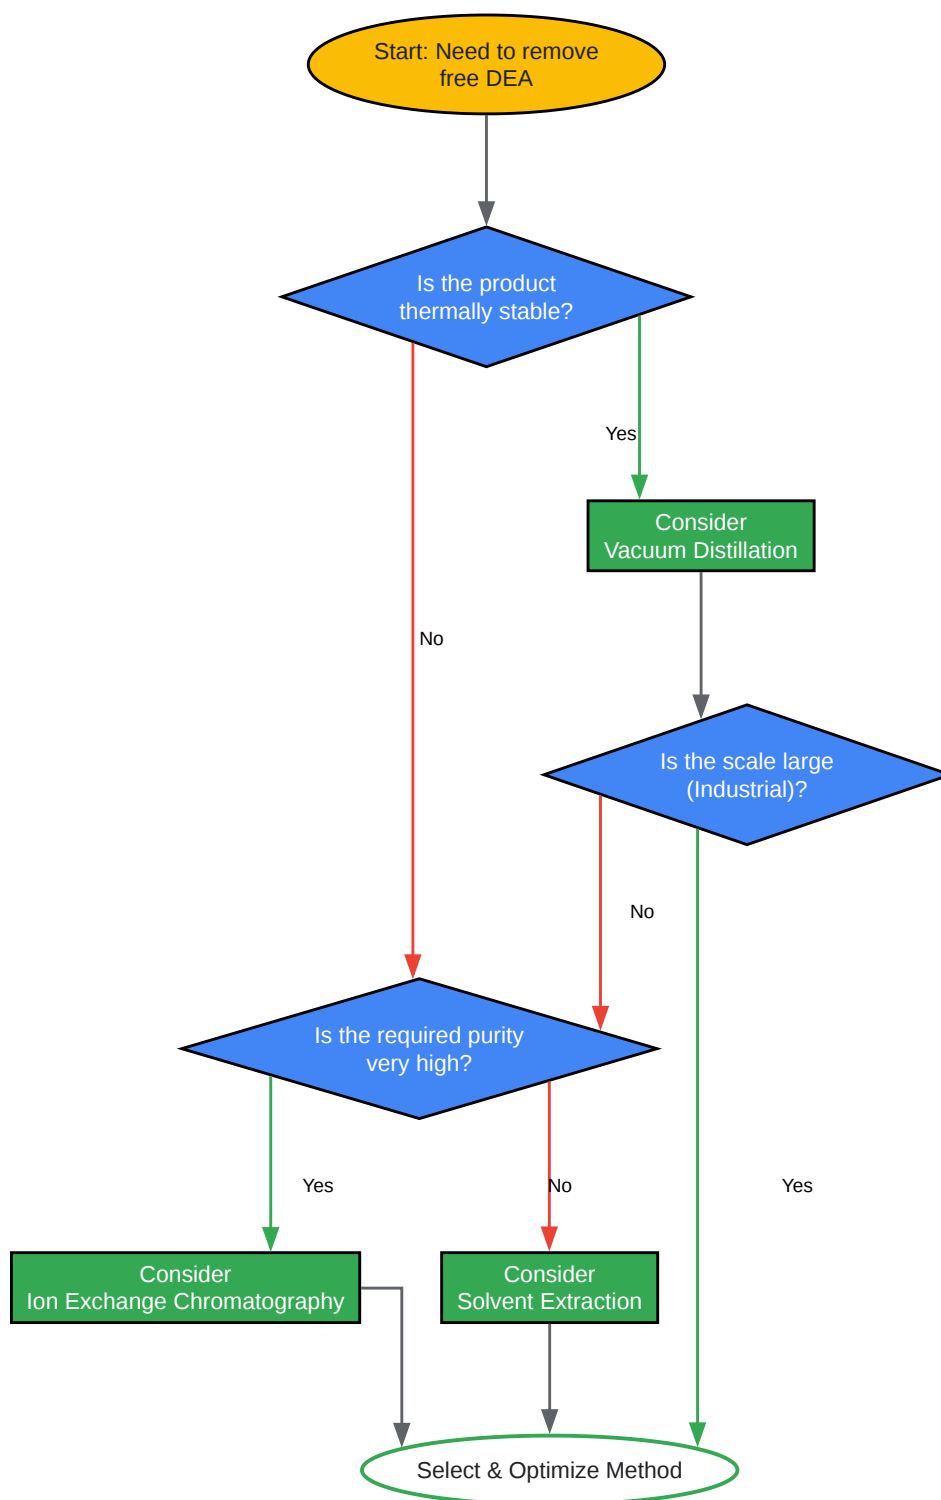 Start: Need to remove
free DEA
Is the product
thermally stable?
Yes
Consider
Vacuum Distillation
No
Is the scale large
(Industrial)?
No
Is the required purity
very high?
Yes
No
Yes
Consider
Ion Exchange Chromatography
Consider
Solvent Extraction
Select & Optimize Method